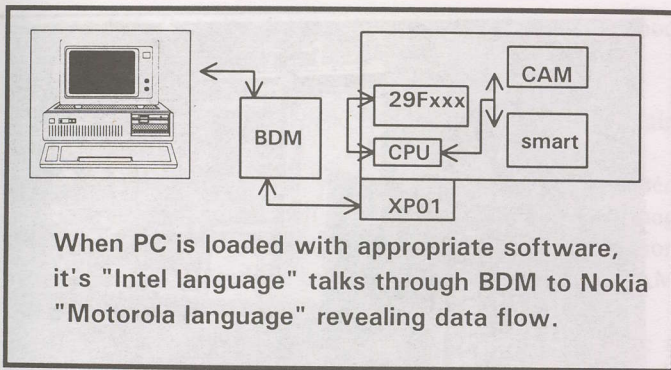 CAM
29Fxxx
BDM
smart
CPU
XP01
When PC is loaded with appropriate software,
it's "Intel language" talks through BDM to Nokia
"Motorola language" revealing data flow.